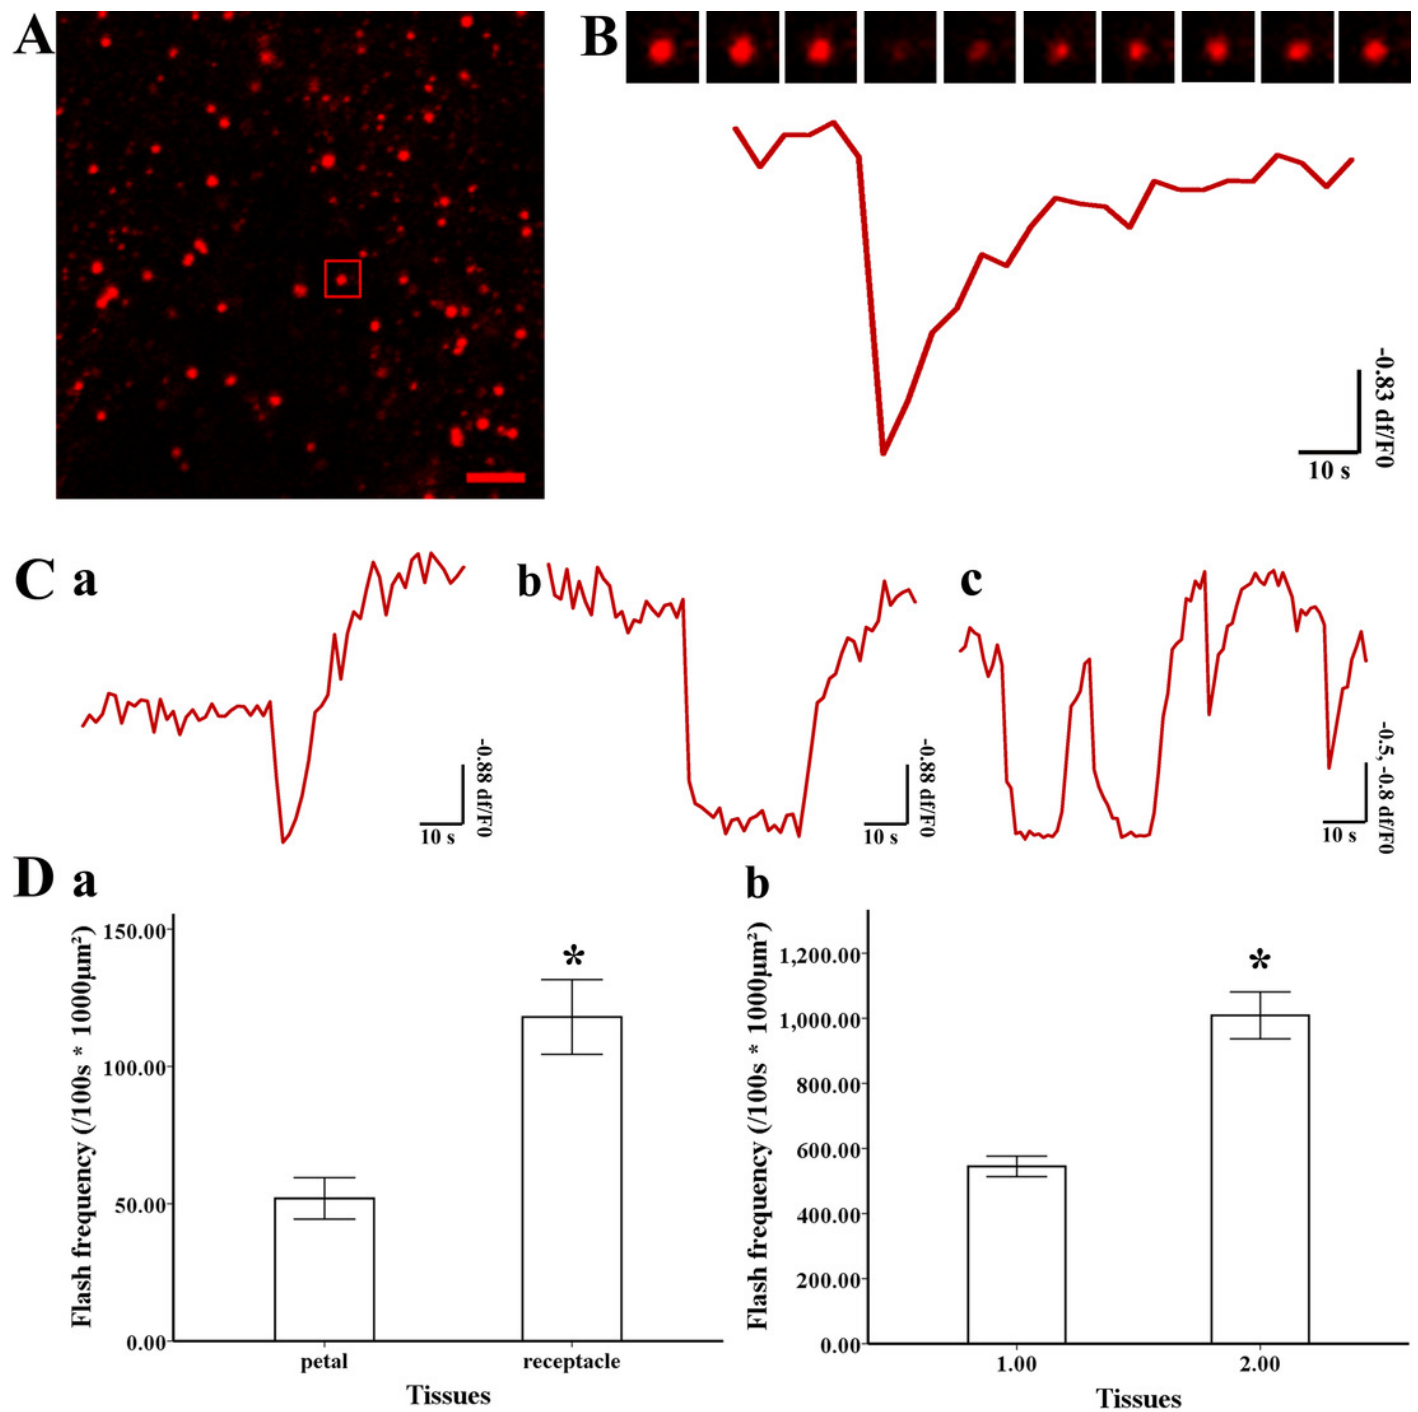 A
B
-0.83 df/F0
10 s
C a
b
c
-0.88 df/F0
10 s
-0.88 df/F0
10 s
-0.5, -0.8 df/F0
10 s
D a
b
Flash frequency (/100s * 1000µm²)
150.00
100.00
50.00
0.00
*
petal
receptacle
Tissues
Flash frequency (/100s * 1000µm²)
1,200.00
1,000.00
800.00
600.00
400.00
200.00
0.00
*
1.00
2.00
Tissues